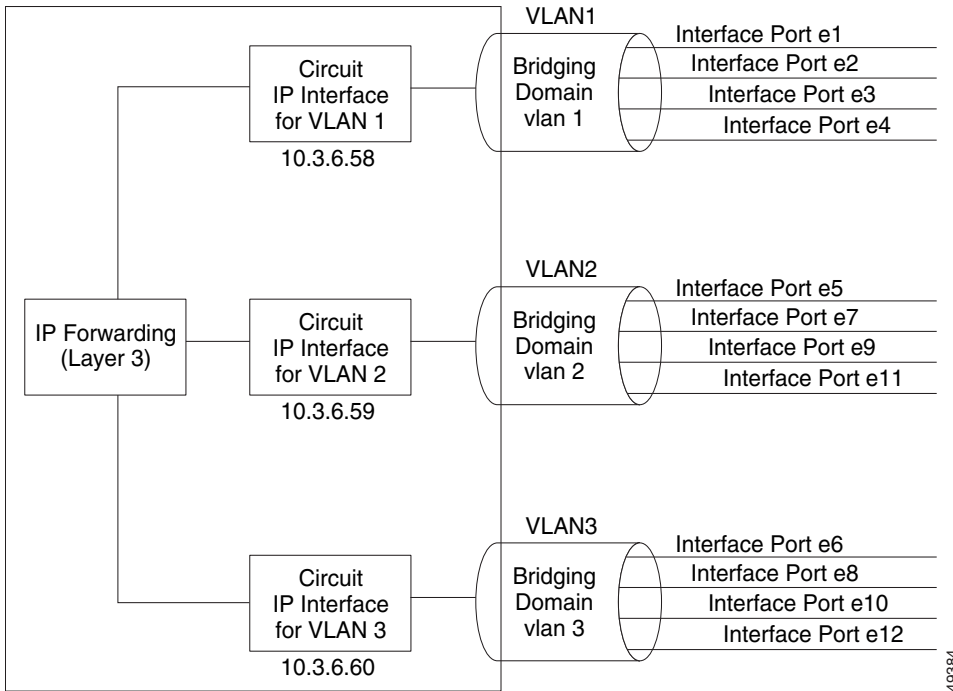 VLAN1
Interface Port e1
Interface Port e2
Interface Port e3
Interface Port e4
Circuit
IP Interface
for VLAN 1
10.3.6.58
Bridging
Domain
vlan 1
VLAN2
Interface Port e5
Interface Port e7
Interface Port e9
Interface Port e11
IP Forwarding
(Layer 3)
Circuit
IP Interface
for VLAN 2
10.3.6.59
Bridging
Domain
vlan 2
VLAN3
Interface Port e6
Interface Port e8
Interface Port e10
Interface Port e12
Circuit
IP Interface
for VLAN 3
10.3.6.60
Bridging
Domain
vlan 3
49384